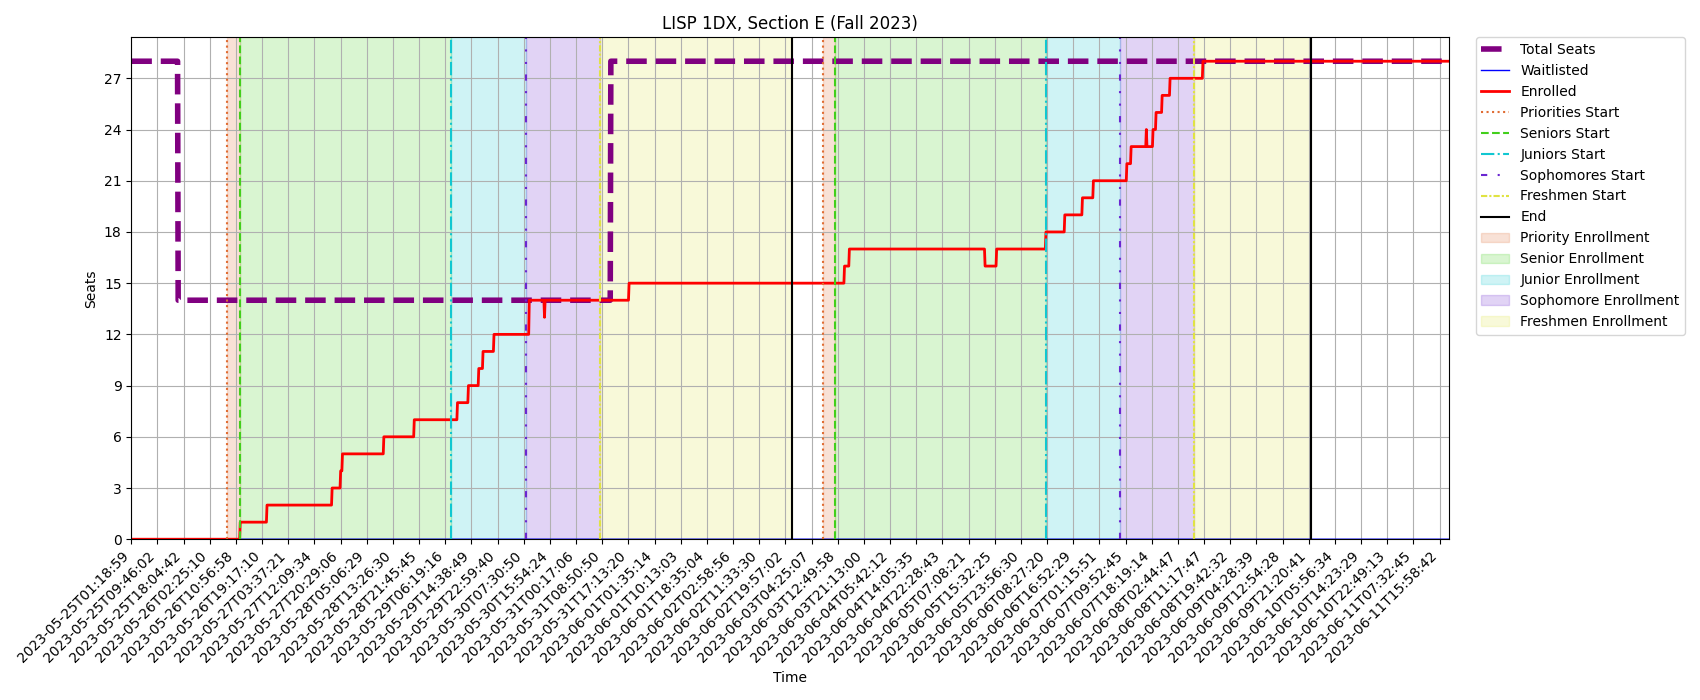 LISP 1DX, Section E (Fall 2023)
Seats
27
24
21
18
15
12
9
6
3
0
2023-05-25T01:18:59
2023-05-25T09:46:02
2023-05-25T18:04:42
2023-05-26T02:25:10
2023-05-26T10:56:58
2023-05-26T19:17:10
2023-05-27T03:37:21
2023-05-27T12:09:34
2023-05-27T20:29:06
2023-05-28T05:06:29
2023-05-28T13:26:30
2023-05-28T21:45:45
2023-05-29T06:19:16
2023-05-29T14:38:49
2023-05-29T22:59:40
2023-05-30T07:30:50
2023-05-30T15:54:24
2023-05-31T00:17:06
2023-05-31T08:50:50
2023-05-31T17:13:20
2023-06-01T01:35:14
2023-06-01T10:13:03
2023-06-01T18:35:04
2023-06-02T02:58:56
2023-06-02T11:33:30
2023-06-02T19:57:02
2023-06-03T04:25:07
2023-06-03T12:49:58
2023-06-03T21:13:00
2023-06-04T05:42:12
2023-06-04T14:05:35
2023-06-04T22:28:43
2023-06-05T07:08:21
2023-06-05T15:32:25
2023-06-05T23:56:30
2023-06-06T08:27:20
2023-06-06T16:52:29
2023-06-07T01:15:51
2023-06-07T09:52:45
2023-06-07T18:19:14
2023-06-08T02:44:47
2023-06-08T11:17:47
2023-06-08T19:42:32
2023-06-09T04:28:39
2023-06-09T12:54:28
2023-06-09T21:20:41
2023-06-10T05:56:34
2023-06-10T14:23:29
2023-06-10T22:49:13
2023-06-11T07:32:45
2023-06-11T15:58:42
Time
Total Seats
Waitlisted
Enrolled
Priorities Start
Seniors Start
Juniors Start
Sophomores Start
Freshmen Start
End
Priority Enrollment
Senior Enrollment
Junior Enrollment
Sophomore Enrollment
Freshmen Enrollment